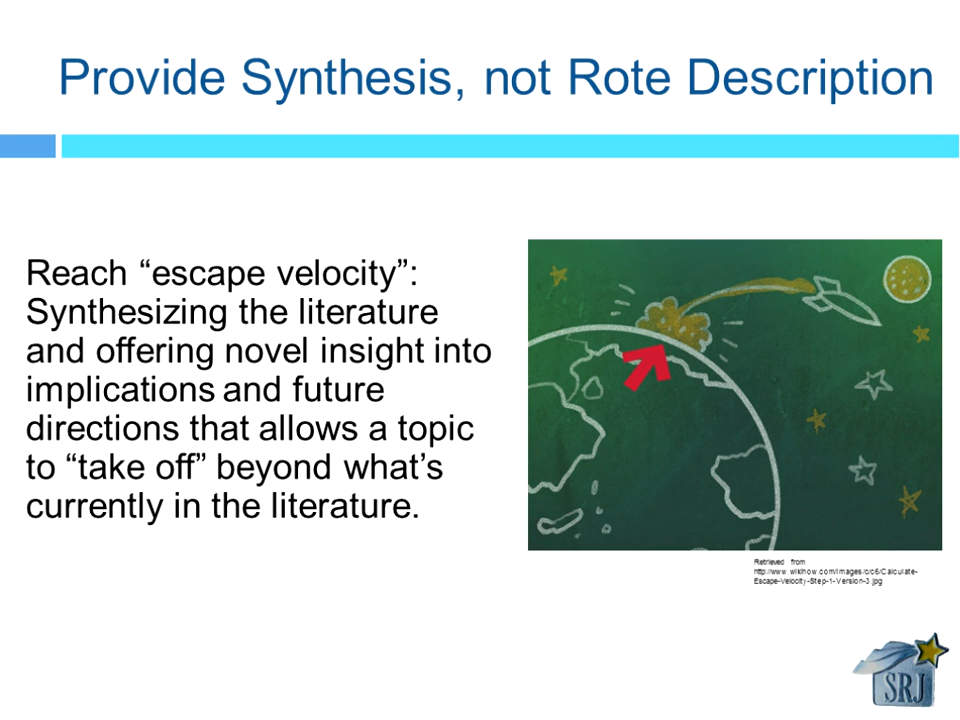 Provide Synthesis, not Rote Description
Reach “escape velocity”:
Synthesizing the literature
and offering novel insight into
implications and future
directions that allows a topic
to “take off” beyond what’s
currently in the literature.
Retrieved from
http://www.wikihow.com/images/c/c6/Calculate-
Escape-Velocity-Step-1-Version-3.jpg
SRJ